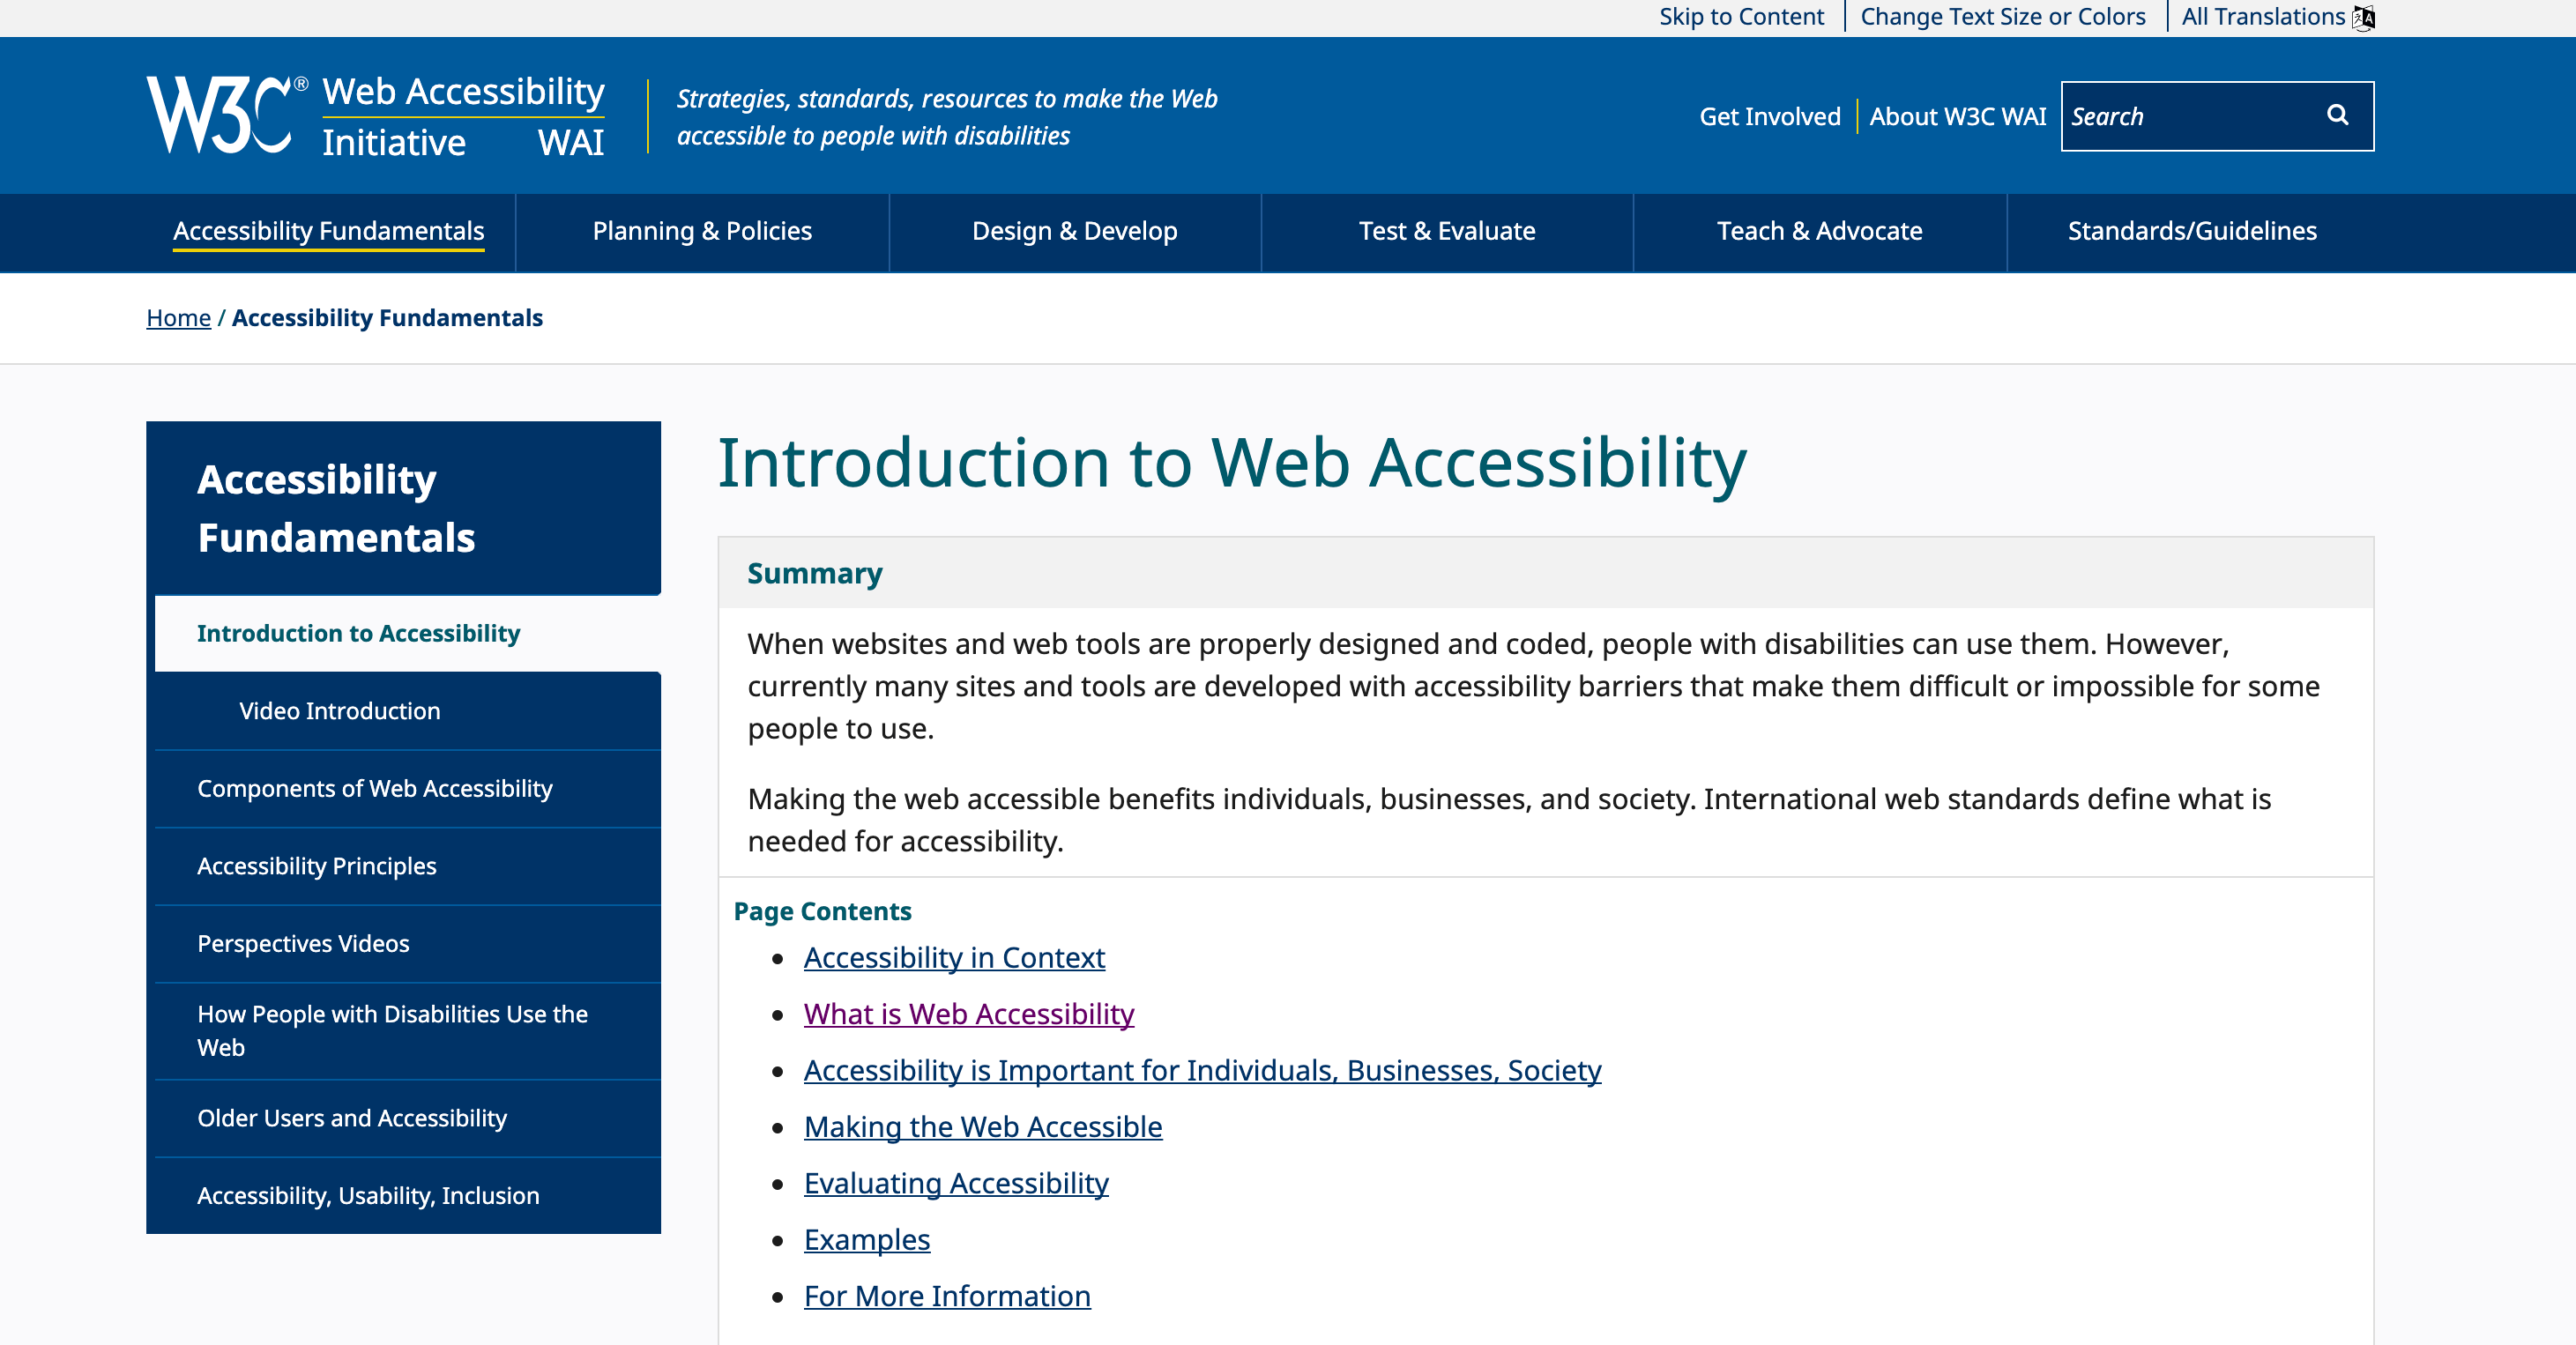 Skip to Content
Change Text Size or Colors
All Translations
W3C®
Web Accessibility
Initiative WAI
Strategies, standards, resources to make the Web
accessible to people with disabilities
Get Involved
About W3C WAI
Search
Accessibility Fundamentals
Planning & Policies
Design & Develop
Test & Evaluate
Teach & Advocate
Standards/Guidelines
Home / Accessibility Fundamentals
Accessibility
Fundamentals
Introduction to Accessibility
Video Introduction
Components of Web Accessibility
Accessibility Principles
Perspectives Videos
How People with Disabilities Use the
Web
Older Users and Accessibility
Accessibility, Usability, Inclusion
Introduction to Web Accessibility
Summary
When websites and web tools are properly designed and coded, people with disabilities can use them. However,
currently many sites and tools are developed with accessibility barriers that make them difficult or impossible for some
people to use.
Making the web accessible benefits individuals, businesses, and society. International web standards define what is
needed for accessibility.
Page Contents
Accessibility in Context
What is Web Accessibility
Accessibility is Important for Individuals, Businesses, Society
Making the Web Accessible
Evaluating Accessibility
Examples
For More Information